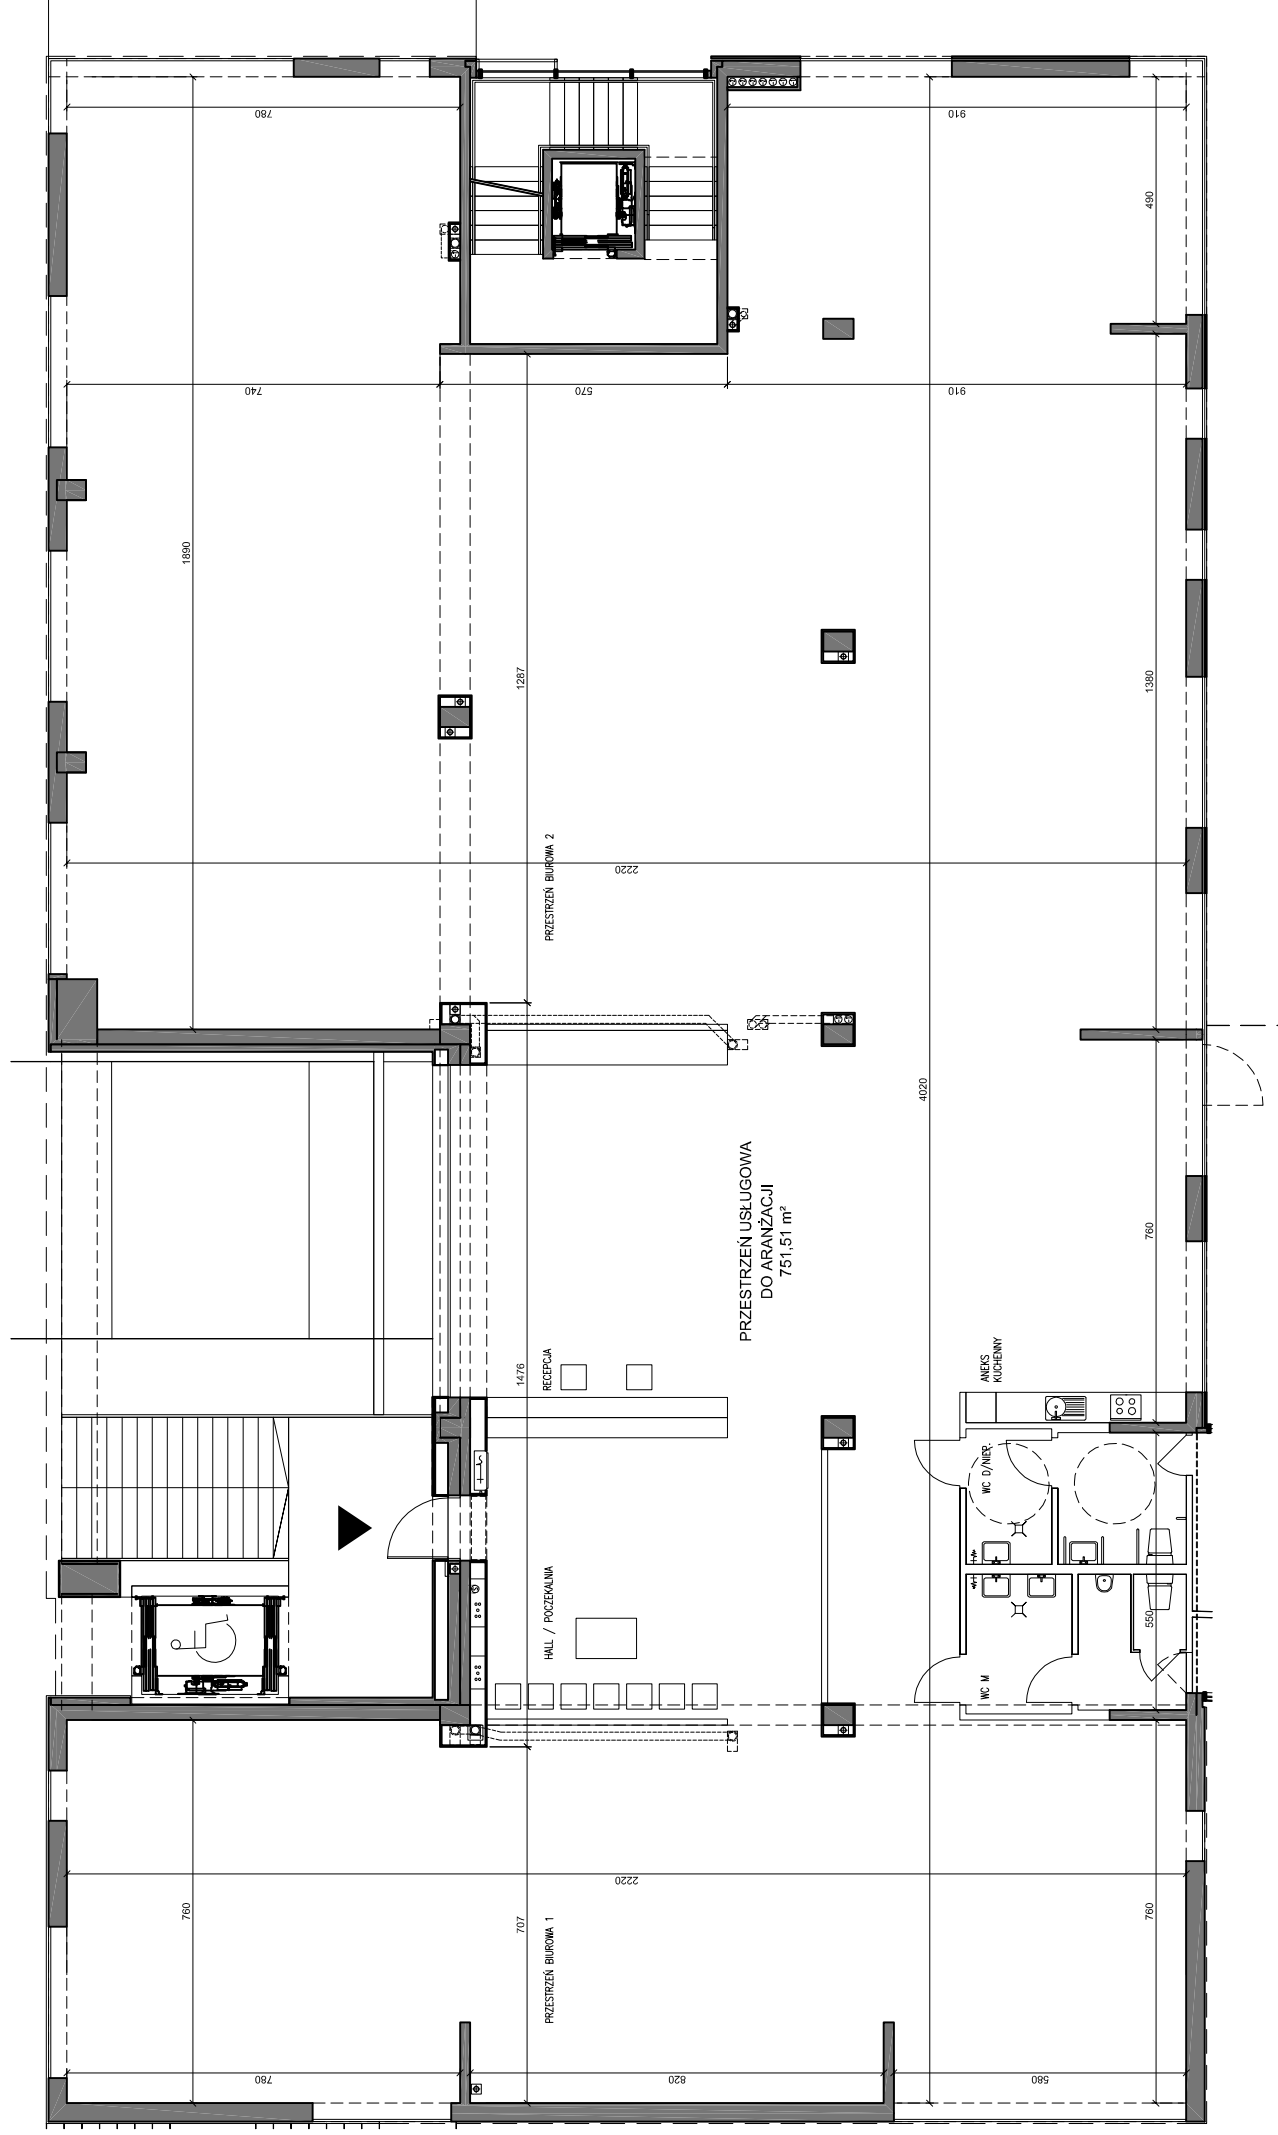 780
910
490
740
570
910
1890
1287
1380
PRZESTRZEŃ BIUROWA 2
2220
4020
PRZESTRZEŃ USŁUGOWA
DO ARANŻACJI
751,51 m²
760
1476
RECEPCJA
ANEKS
KUCHENNY
WC D/NIEP.
HALL / POCZEKALNIA
550
WC M
2220
760
707
760
PRZESTRZEŃ BIUROWA 1
780
820
580